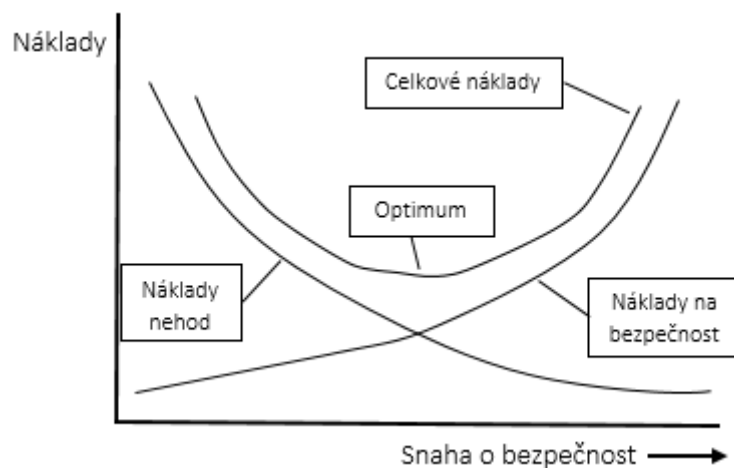 Náklady
Celkové náklady
Optimum
Náklady
nehod
Náklady na
bezpečnost
Snaha o bezpečnost